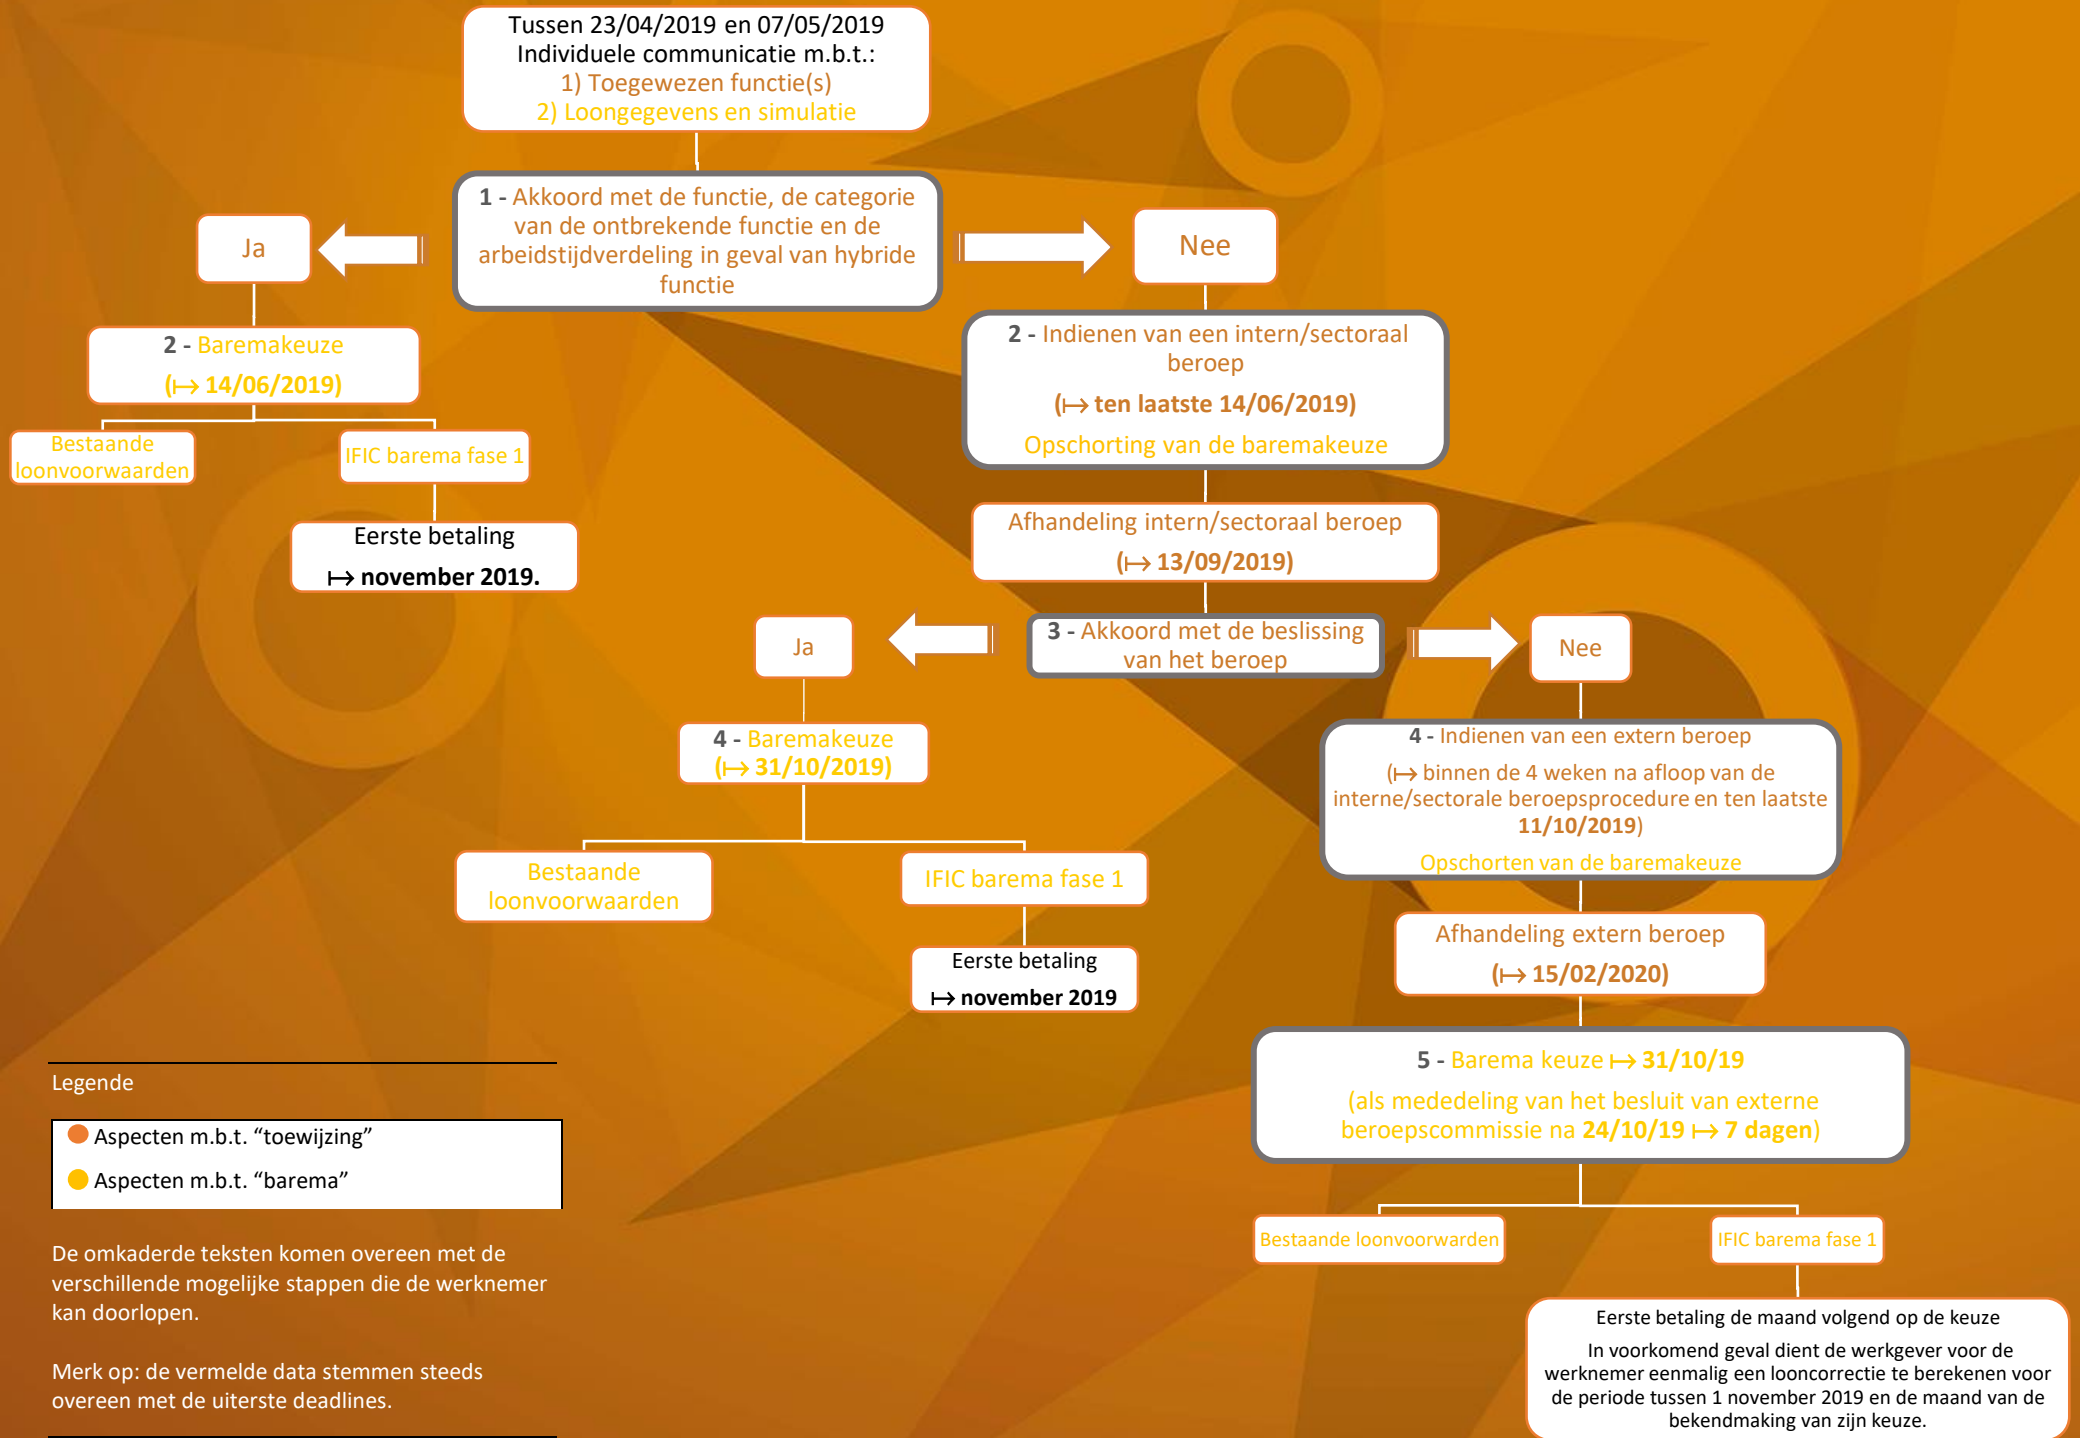 Tussen 23/04/2019 en 07/05/2019
Individuele communicatie m.b.t.:
1) Toegewezen functie(s)
2) Loongegevens en simulatie
1 - Akkoord met de functie, de categorie
van de ontbrekende functie en de
arbeidstijdverdeling in geval van hybride
functie
Ja
Nee
2 - Baremakeuze
(↦ 14/06/2019)
Bestaande
loonvoorwaarden
IFIC barema fase 1
Eerste betaling
↦ november 2019.
2 - Indienen van een intern/sectoraal
beroep
(↦ ten laatste 14/06/2019)
Opschorting van de baremakeuze
Afhandeling intern/sectoraal beroep
(↦ 13/09/2019)
3 - Akkoord met de beslissing
van het beroep
Ja
Nee
4 - Baremakeuze
(↦ 31/10/2019)
Bestaande
loonvoorwaarden
IFIC barema fase 1
Eerste betaling
↦ november 2019
4 - Indienen van een extern beroep
(↦ binnen de 4 weken na afloop van de
interne/sectorale beroepsprocedure en ten laatste
11/10/2019)
Opschorten van de baremakeuze
Afhandeling extern beroep
(↦ 15/02/2020)
5 - Barema keuze ↦ 31/10/19
(als mededeling van het besluit van externe
beroepscommissie na 24/10/19 ↦ 7 dagen)
Bestaande loonvoorwarden
IFIC barema fase 1
Eerste betaling de maand volgend op de keuze
In voorkomend geval dient de werkgever voor de
werknemer eenmalig een looncorrectie te berekenen voor
de periode tussen 1 november 2019 en de maand van de
bekendmaking van zijn keuze.
Legende
Aspecten m.b.t. “toewijzing”
Aspecten m.b.t. “barema”
De omkaderde teksten komen overeen met de
verschillende mogelijke stappen die de werknemer
kan doorlopen.
Merk op: de vermelde data stemmen steeds
overeen met de uiterste deadlines.